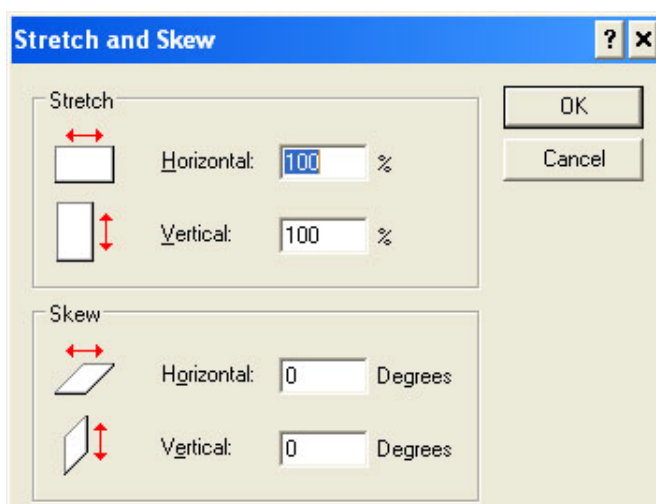 Stretch and Skew ? ×
Stretch
Horizontal: 100 %
Vertical: 100 %
OK
Cancel
Skew
Horizontal: 0 Degrees
Vertical: 0 Degrees